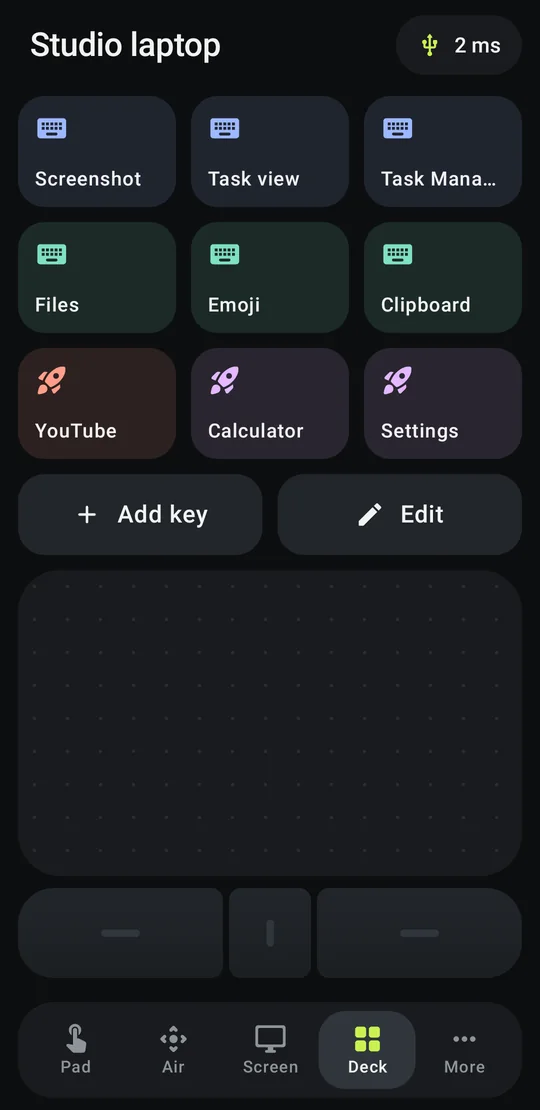 Studio laptop
2 ms
Screenshot
Task view
Task Mana…
Files
Emoji
Clipboard
YouTube
Calculator
Settings
Add key
Edit
Pad
Air
Screen
Deck
More